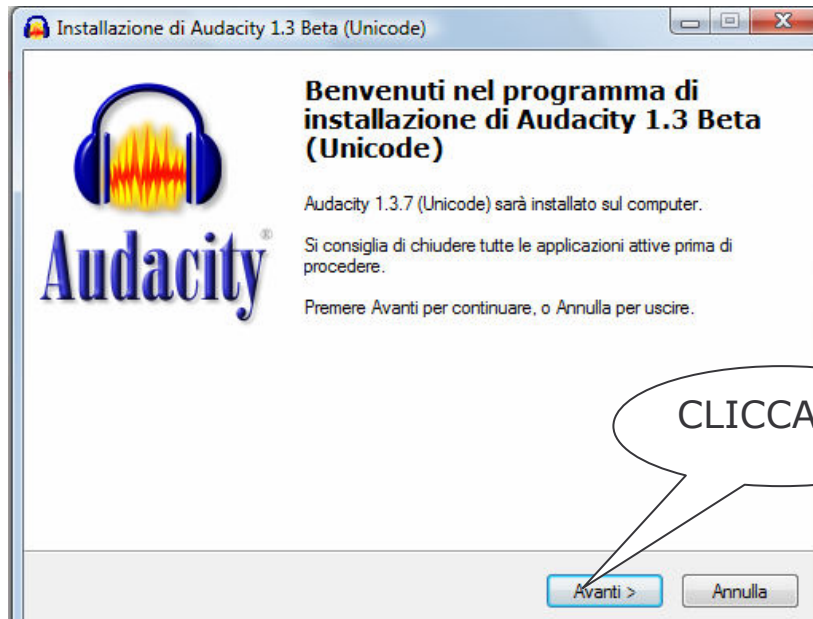 Installazione di Audacity 1.3 Beta (Unicode)
Benvenuti nel programma di
installazione di Audacity 1.3 Beta
(Unicode)
Audacity 1.3.7 (Unicode) sarà installato sul computer.
Si consiglia di chiudere tutte le applicazioni attive prima di
procedere.
Premere Avanti per continuare, o Annulla per uscire.
Audacity®
CLICCA
Avanti >
Annulla